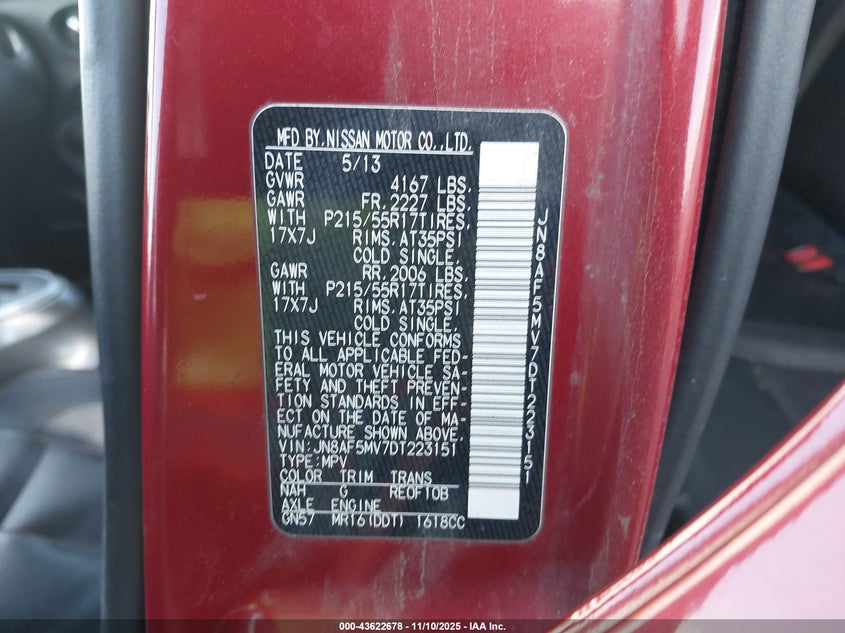 MFD BY NISSAN MOTOR CO., LTD.
DATE 5/13
GVWR 4167 LBS.
GAWR FR. 2227 LBS.
WITH P215/55R17TIRES,
17X7J RIMS, AT35PSI
COLD SINGLE,
GAWR RR. 2006 LBS.
WITH P215/55R17TIRES,
17X7J RIMS, AT35PSI
COLD SINGLE,
THIS VEHICLE CONFORMS
TO ALL APPLICABLE FED-
ERAL MOTOR VEHICLE SA-
FETY AND THEFT PREVEN-
TION STANDARDS IN EFF-
ECT ON THE DATE OF MA-
NUFACTURE SHOWN ABOVE.
VIN:JN8AF5MV7DT223151
TYPE:MPV
COLOR TRIM TRANS
NAH G RE0F10B
AXLE ENGINE
GN57 MR16(DDT) 1618CC
JN8AF5MV7DT223151
000-43622678 - 11/10/2025 - IAA Inc.